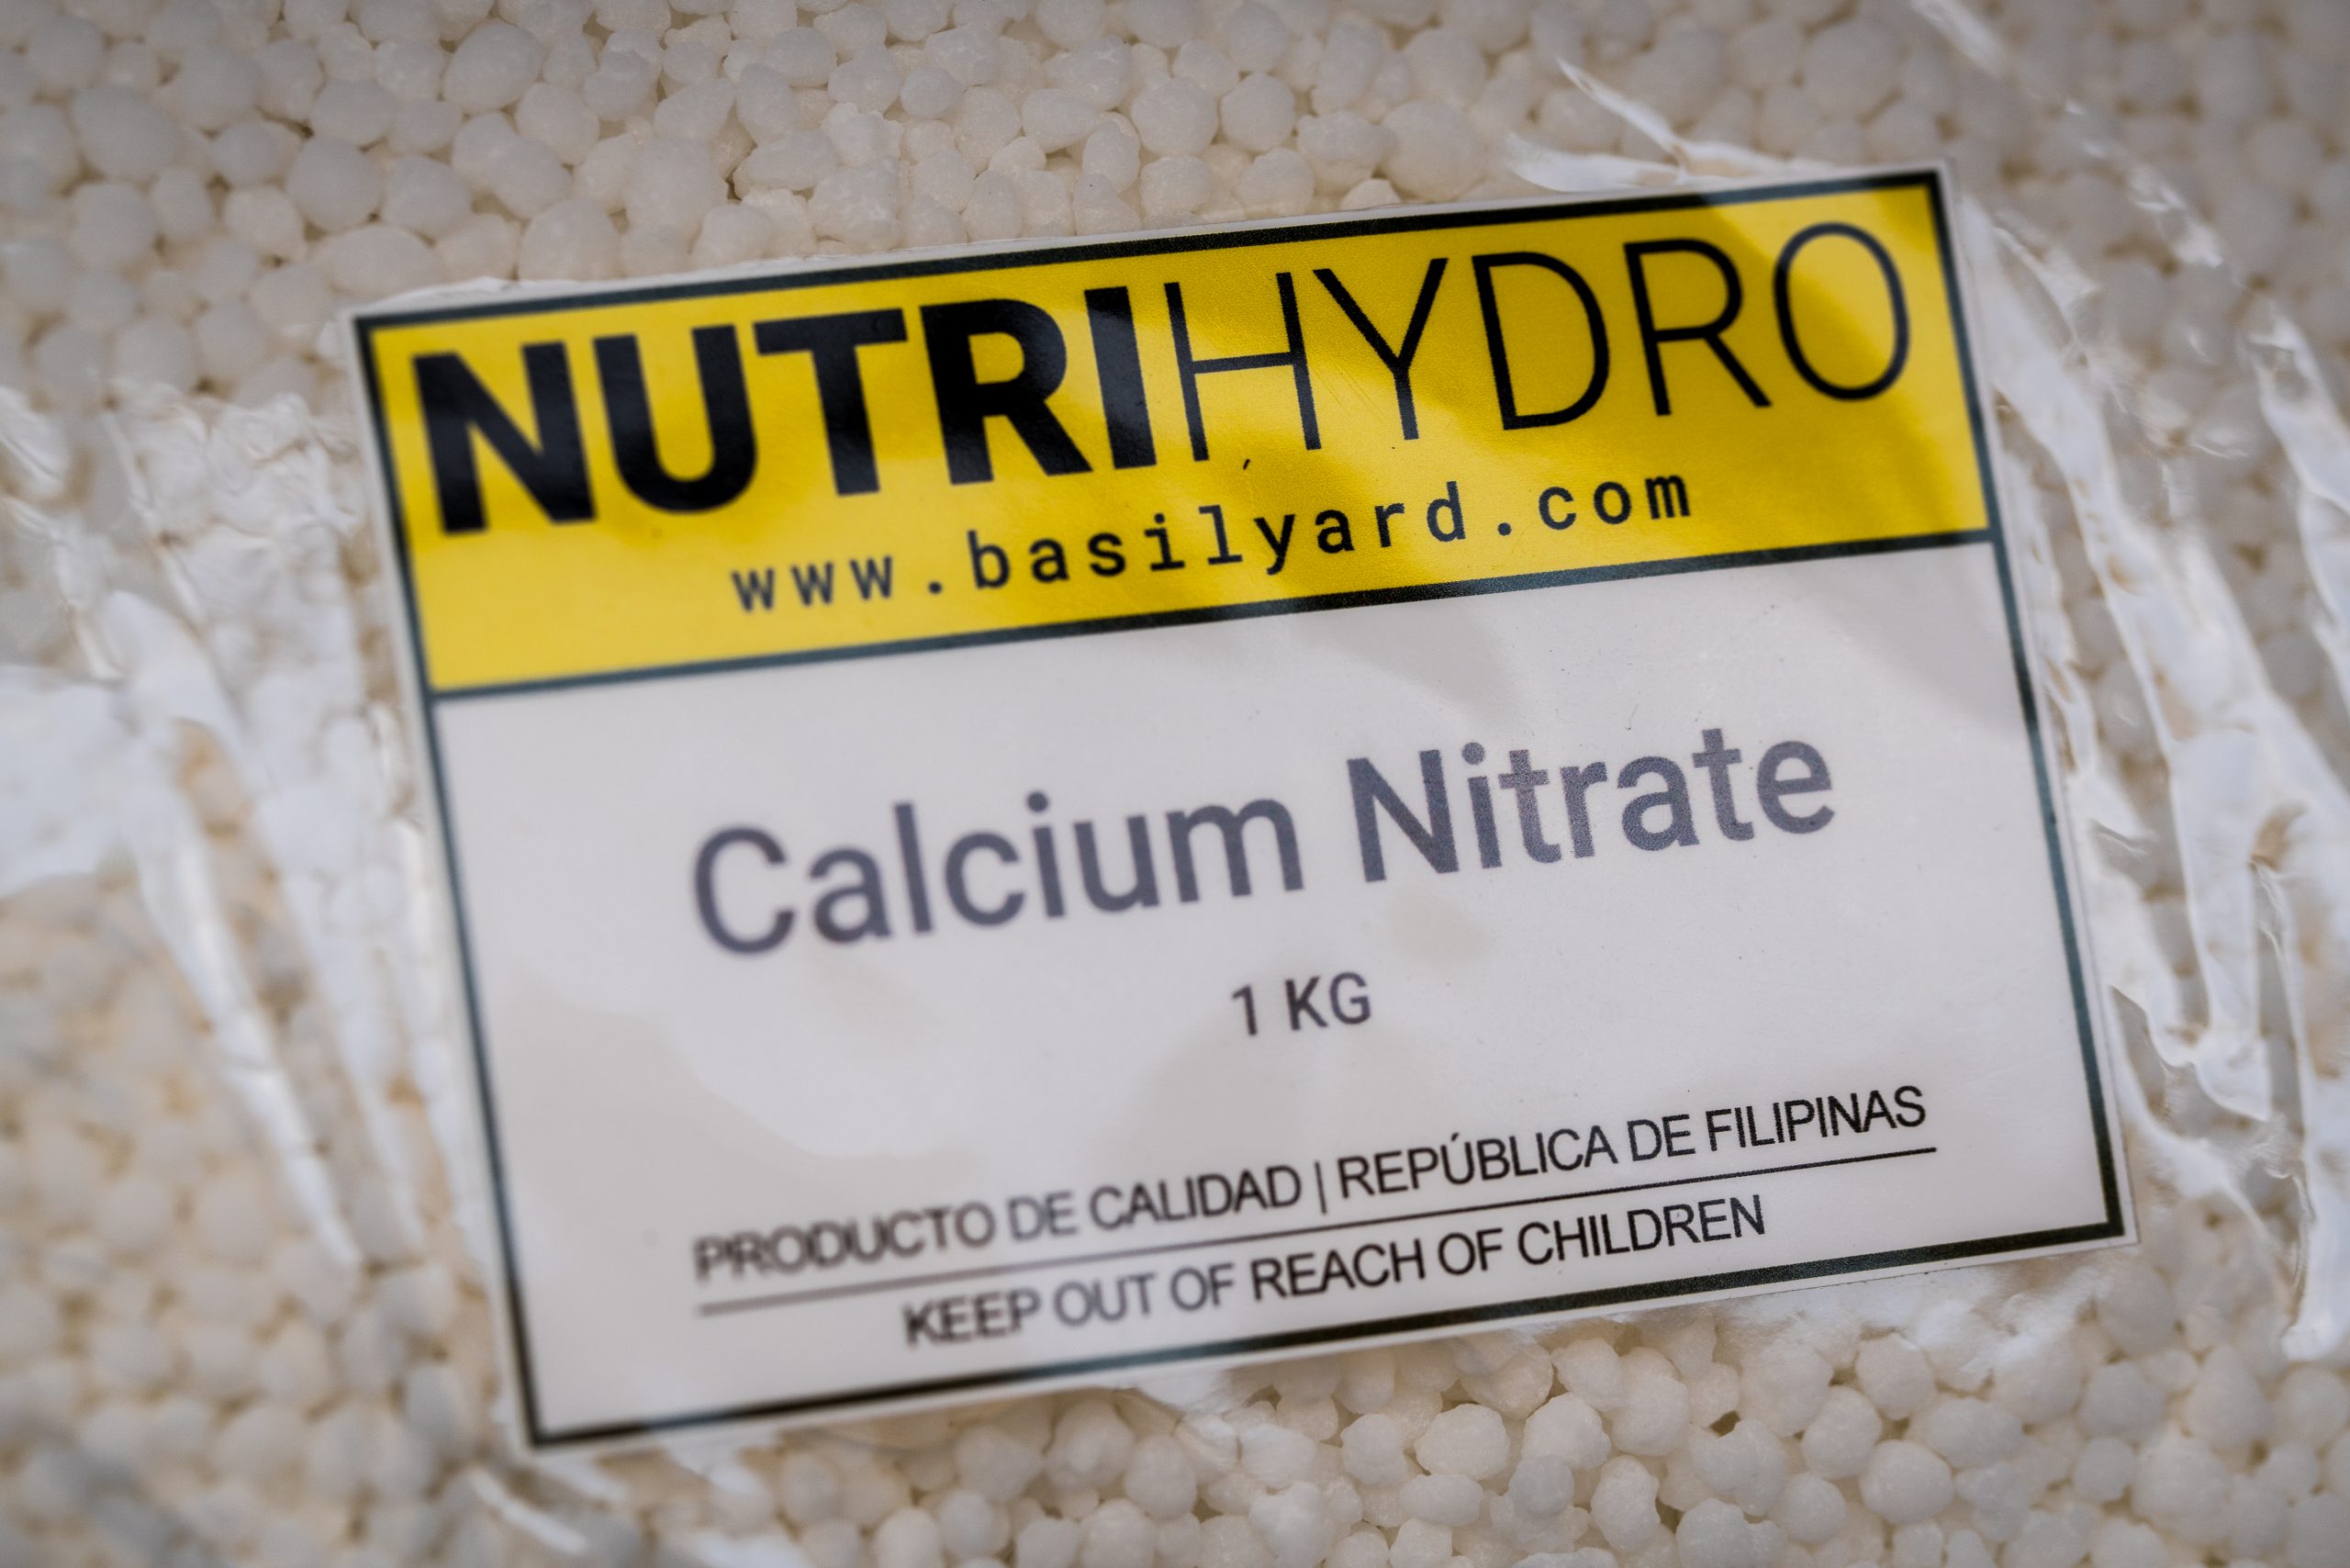 NUTRIHYDRO
www.basilyard.com
Calcium Nitrate
1 KG
PRODUCTO DE CALIDAD | REPÚBLICA DE FILIPINAS
KEEP OUT OF REACH OF CHILDREN